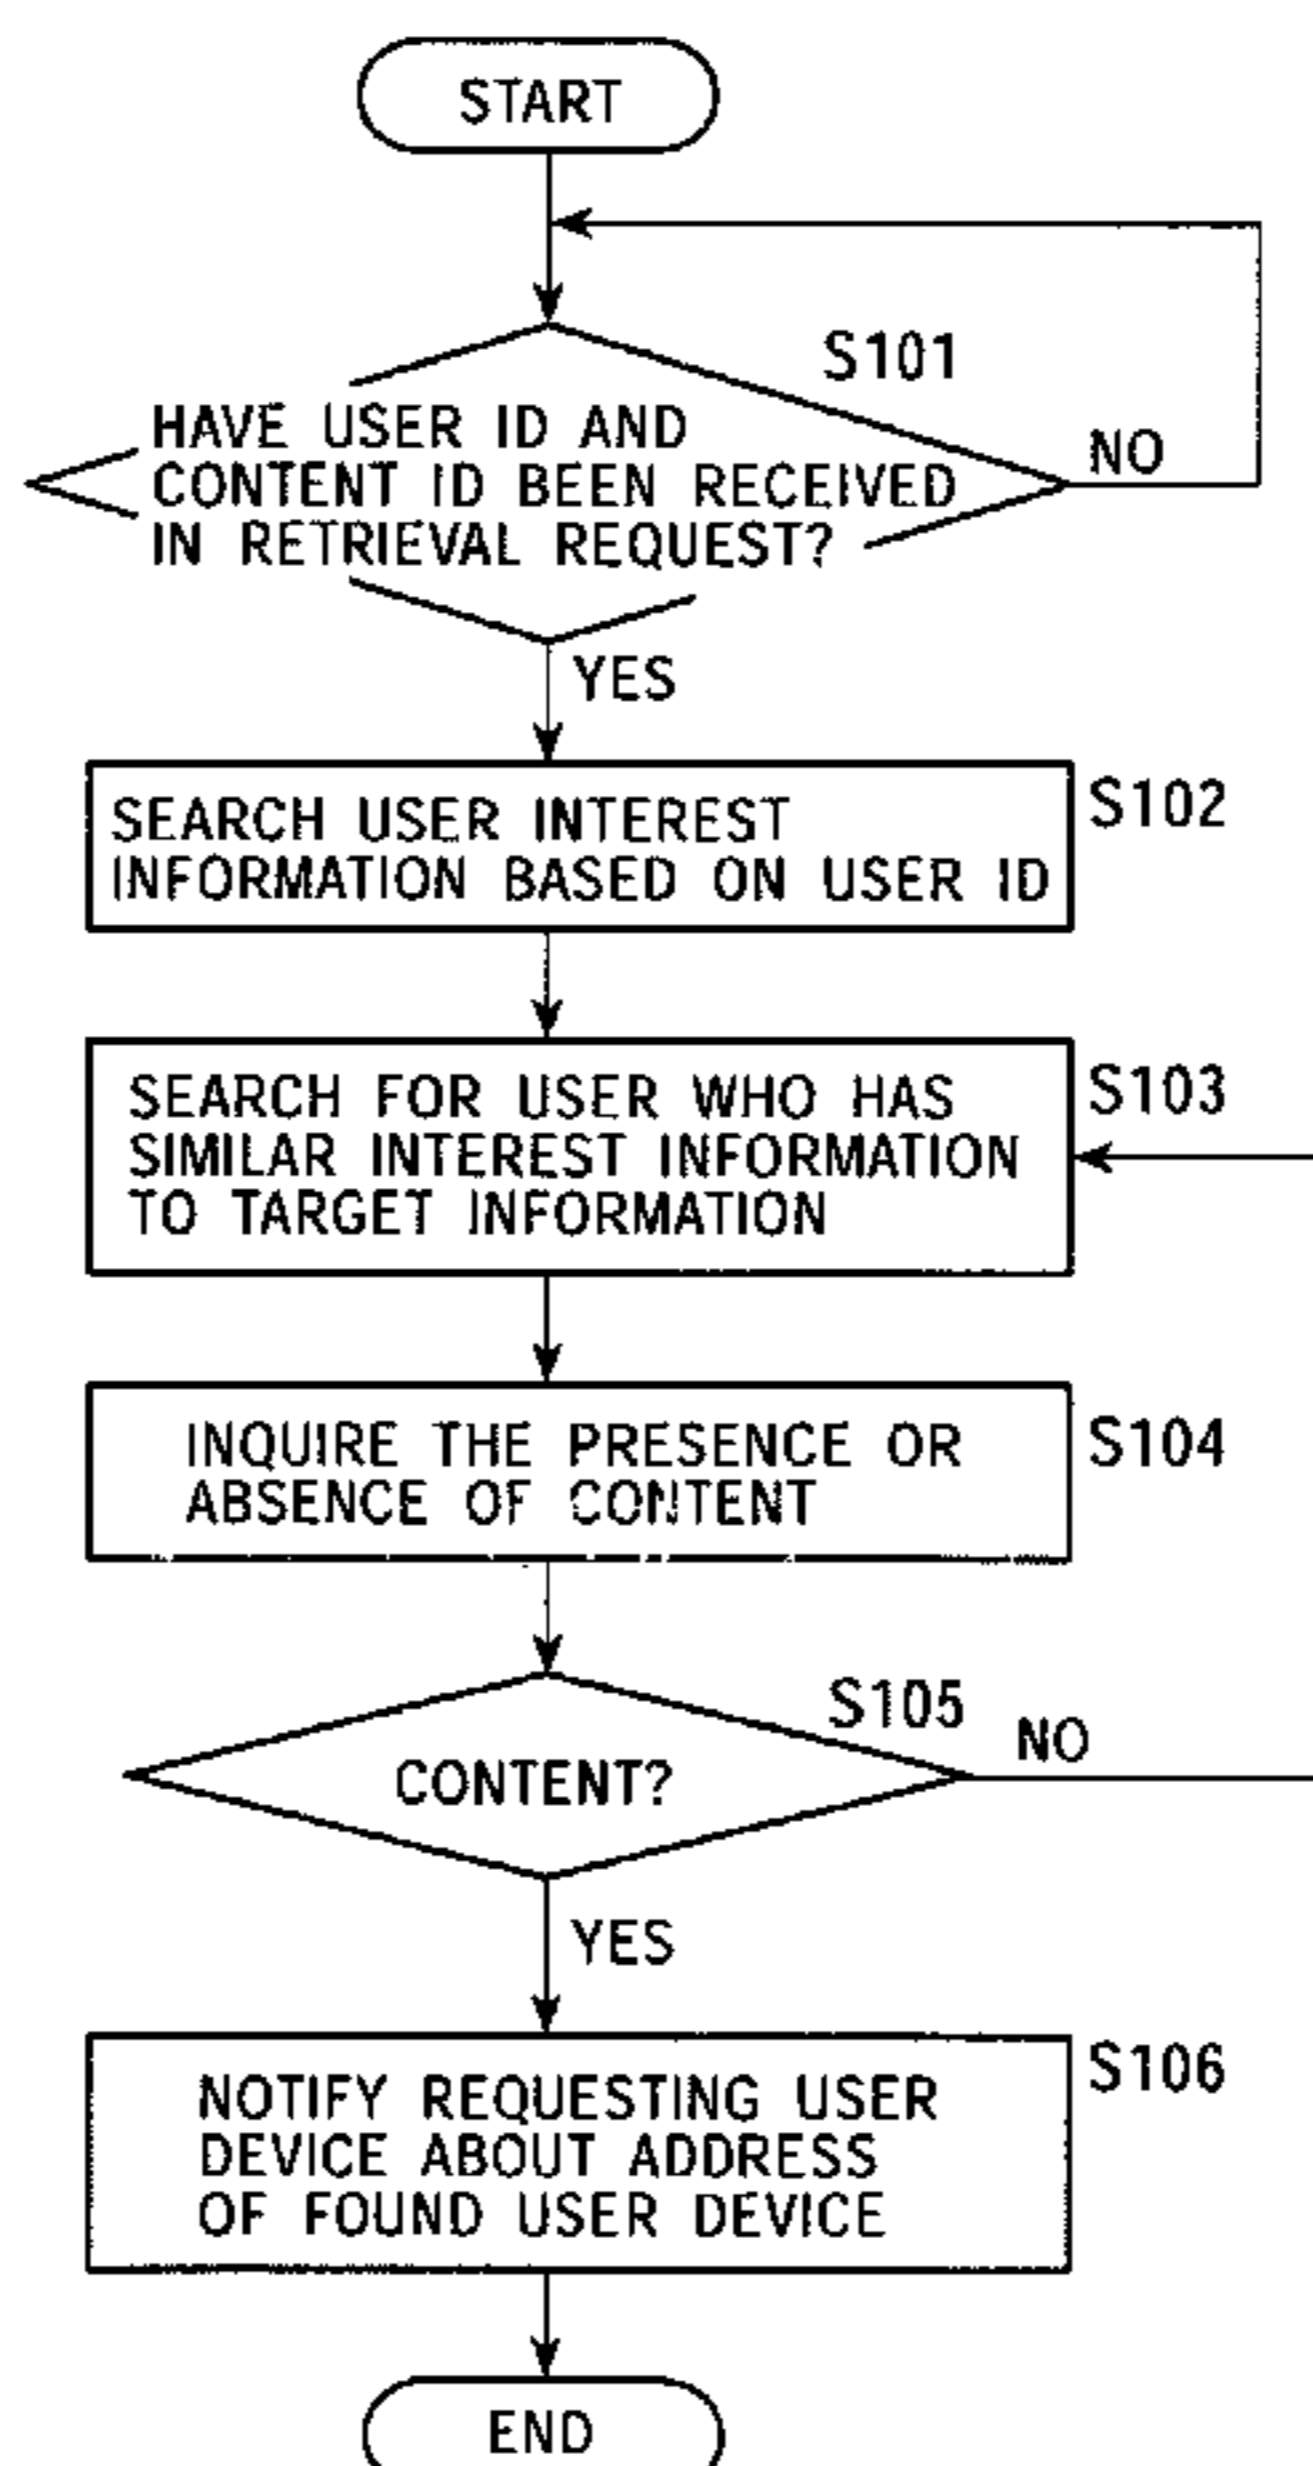 START
S101
HAVE USER ID AND
CONTENT ID BEEN RECEIVED
IN RETRIEVAL REQUEST?
NO
YES
SEARCH USER INTEREST
INFORMATION BASED ON USER ID
S102
SEARCH FOR USER WHO HAS
SIMILAR INTEREST INFORMATION
TO TARGET INFORMATION
S103
INQUIRE THE PRESENCE OR
ABSENCE OF CONTENT
S104
S105
CONTENT?
NO
YES
NOTIFY REQUESTING USER
DEVICE ABOUT ADDRESS
OF FOUND USER DEVICE
S106
END